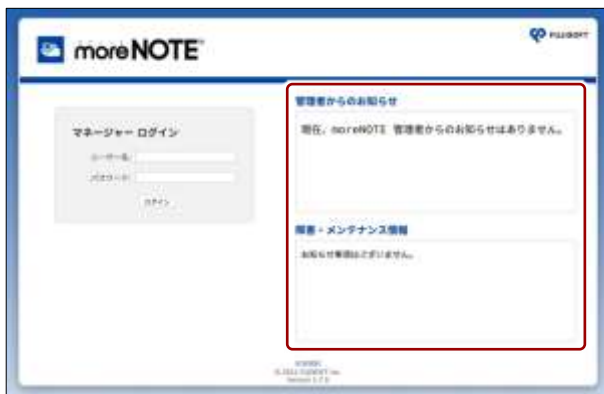 moreNOTE™
FUJISOFT
管理者からのお知らせ
現在、moreNOTE 管理者からのお知らせはありません。
マネージャー ログイン
ユーザー名:
パスワード:
ログイン
障害・メンテナンス情報
お知らせ事項はございません。